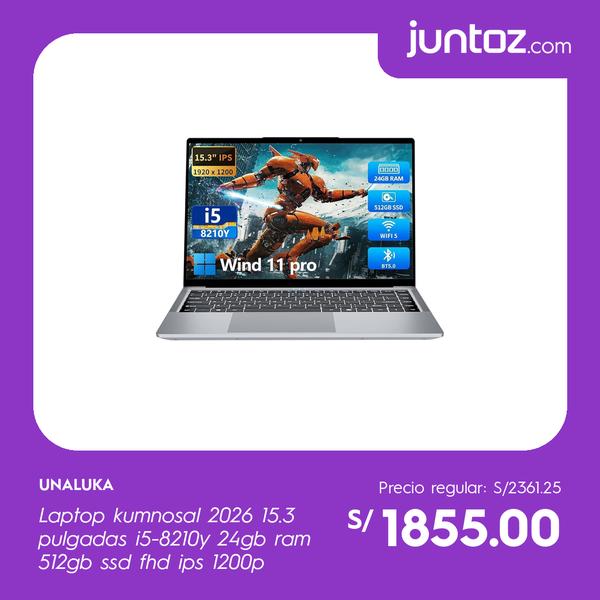 juntoz.com
15.3" IPS
1920 x 1200
i5
8210Y
Wind 11 pro
24GB RAM
512GB SSD
WIFI 5
BT5.0
UNALUKA
Laptop kumnosal 2026 15.3
pulgadas i5-8210y 24gb ram
512gb ssd fhd ips 1200p
Precio regular: S/2361.25
S/ 1855.00